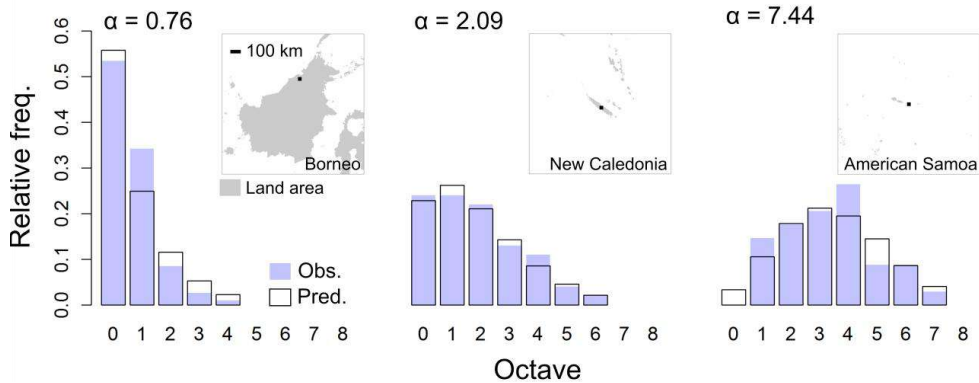 α = 0.76
α = 2.09
α = 7.44
Relative freq.
0.6
0.5
0.4
0.3
0.2
0.1
0.0
100 km
Borneo
Land area
New Caledonia
American Samoa
Obs.
Pred.
0 1 2 3 4 5 6 7 8
0 1 2 3 4 5 6 7 8
0 1 2 3 4 5 6 7 8
Octave